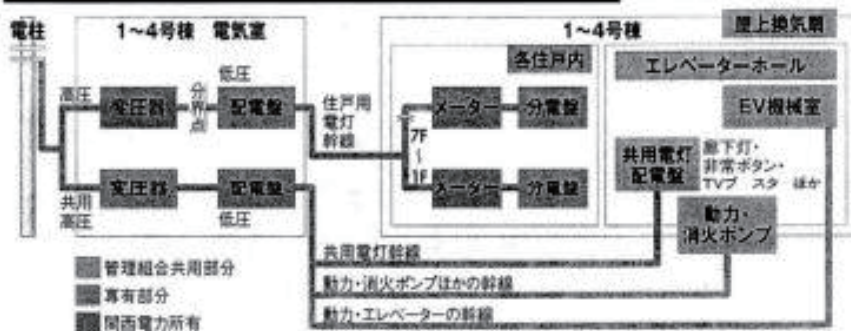 電柱
1～4号棟 電気室
1～4号棟
屋上換気扇
各住戸内
エレベーターホール
EV機械室
高圧
変圧器
分界点
低圧
配電盤
住戸用
電灯
幹線
メーター
分電盤
7F
～
1F
メーター
分電盤
共用電灯
配電盤
廊下灯・
非常ボタン・
TVブ スタ ほか
動力・
消火ポンプ
共用
高圧
変圧器
配電盤
低圧
共用電灯幹線
動力・消火ポンプほかの幹線
動力・エレベーターの幹線
管理組合共用部分
専有部分
関西電力所有